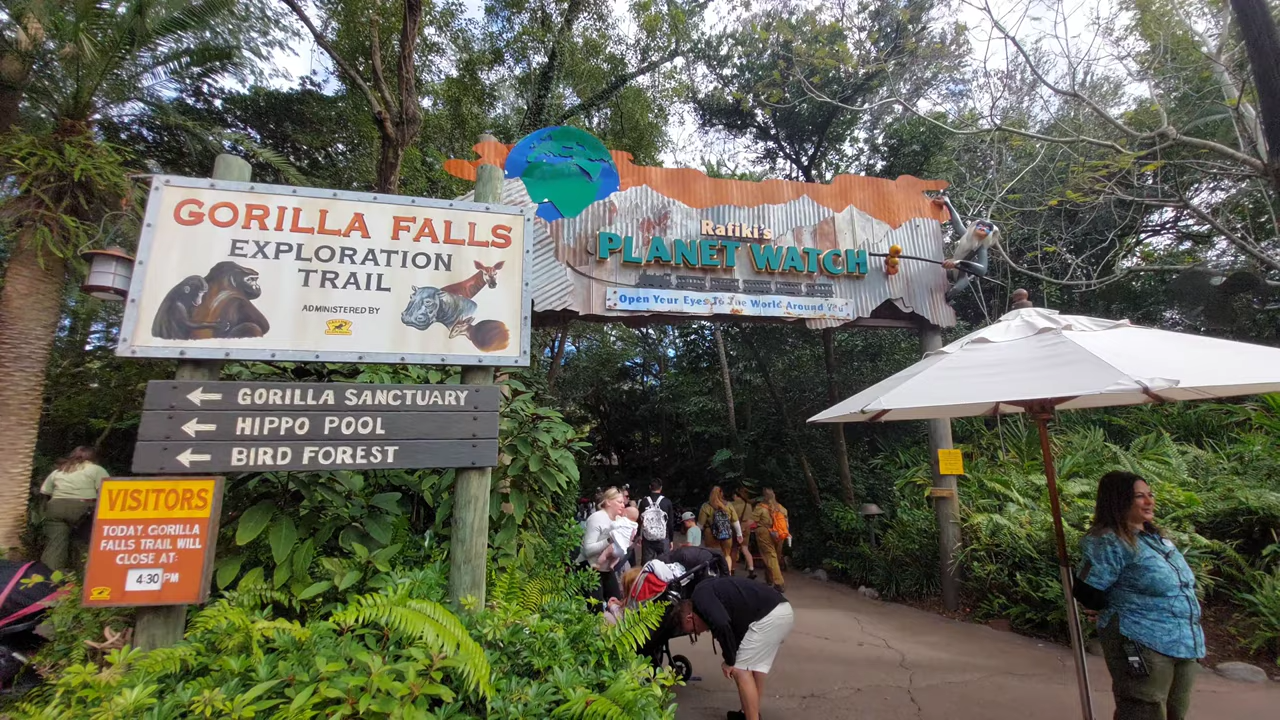 GORILLA FALLS
EXPLORATION
TRAIL
ADMINISTERED BY
← GORILLA SANCTUARY
← HIPPO POOL
← BIRD FOREST
VISITORS
TODAY, GORILLA
FALLS TRAIL WILL
CLOSE AT:
4:30 PM
Rafiki's
PLANET WATCH
Open Your Eyes To The World Around You